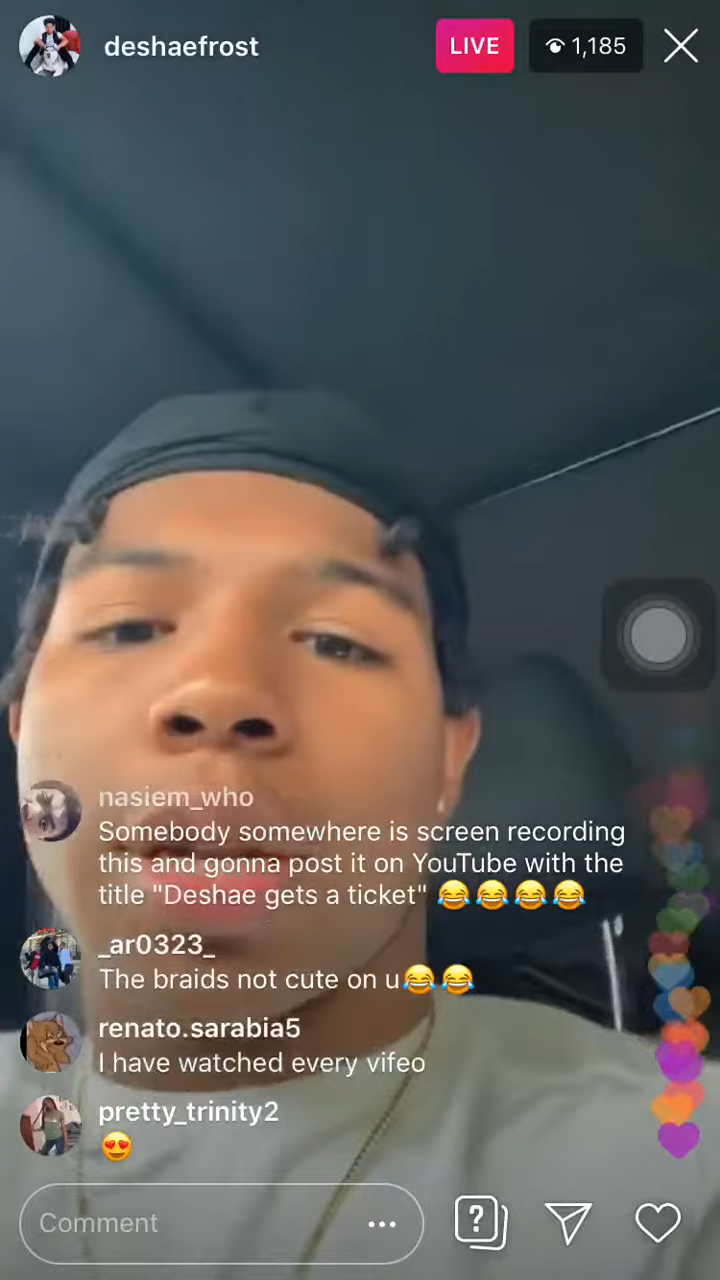 deshaefrost
LIVE
1,185
nasiem_who
Somebody somewhere is screen recording
this and gonna post it on YouTube with the
title "Deshae gets a ticket" 😂😂😂😂
_ar0323_
The braids not cute on u😂😂
renato.sarabia5
I have watched every vifeo
pretty_trinity2
😍
Comment
?